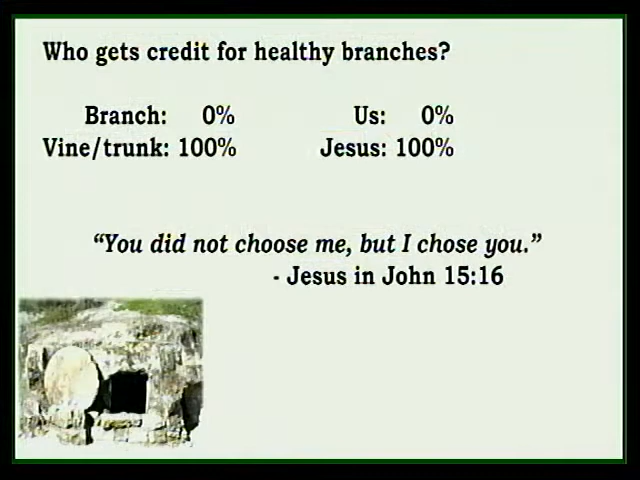 Who gets credit for healthy branches?
Branch: 0% Us: 0%
Vine/trunk: 100% Jesus: 100%
“You did not choose me, but I chose you.”
- Jesus in John 15:16